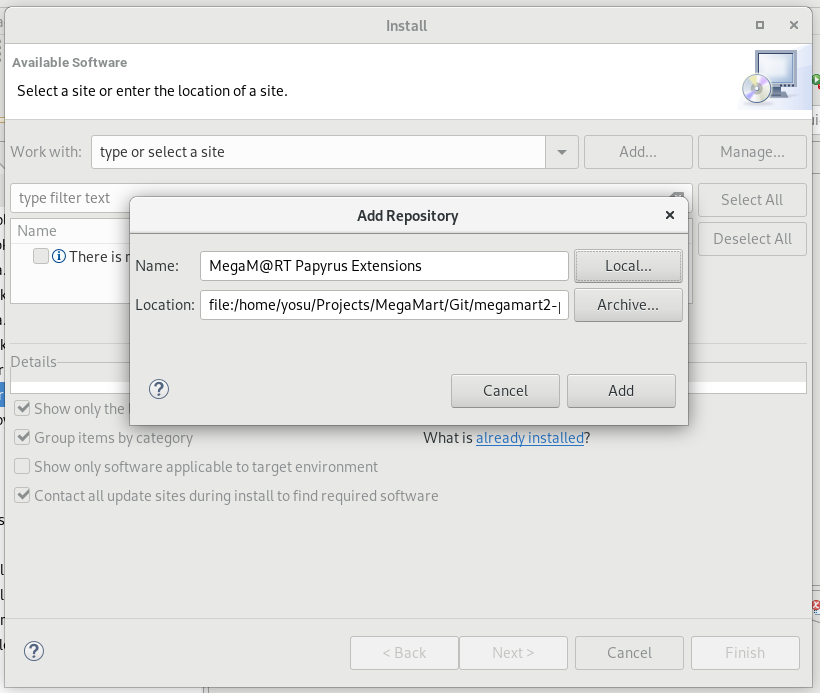 Install
Available Software
Select a site or enter the location of a site.
Work with: type or select a site Add... Manage...
type filter text Select All
Add Repository
Name Deselect All
There is
Name: MegaM@RT Papyrus Extensions Local...
Location: file:/home/yosu/Projects/MegaMart/Git/megamart2- Archive...
Details
Cancel Add
Show only the
Group items by category What is already installed?
Show only software applicable to target environment
Contact all update sites during install to find required software
< Back Next > Cancel Finish